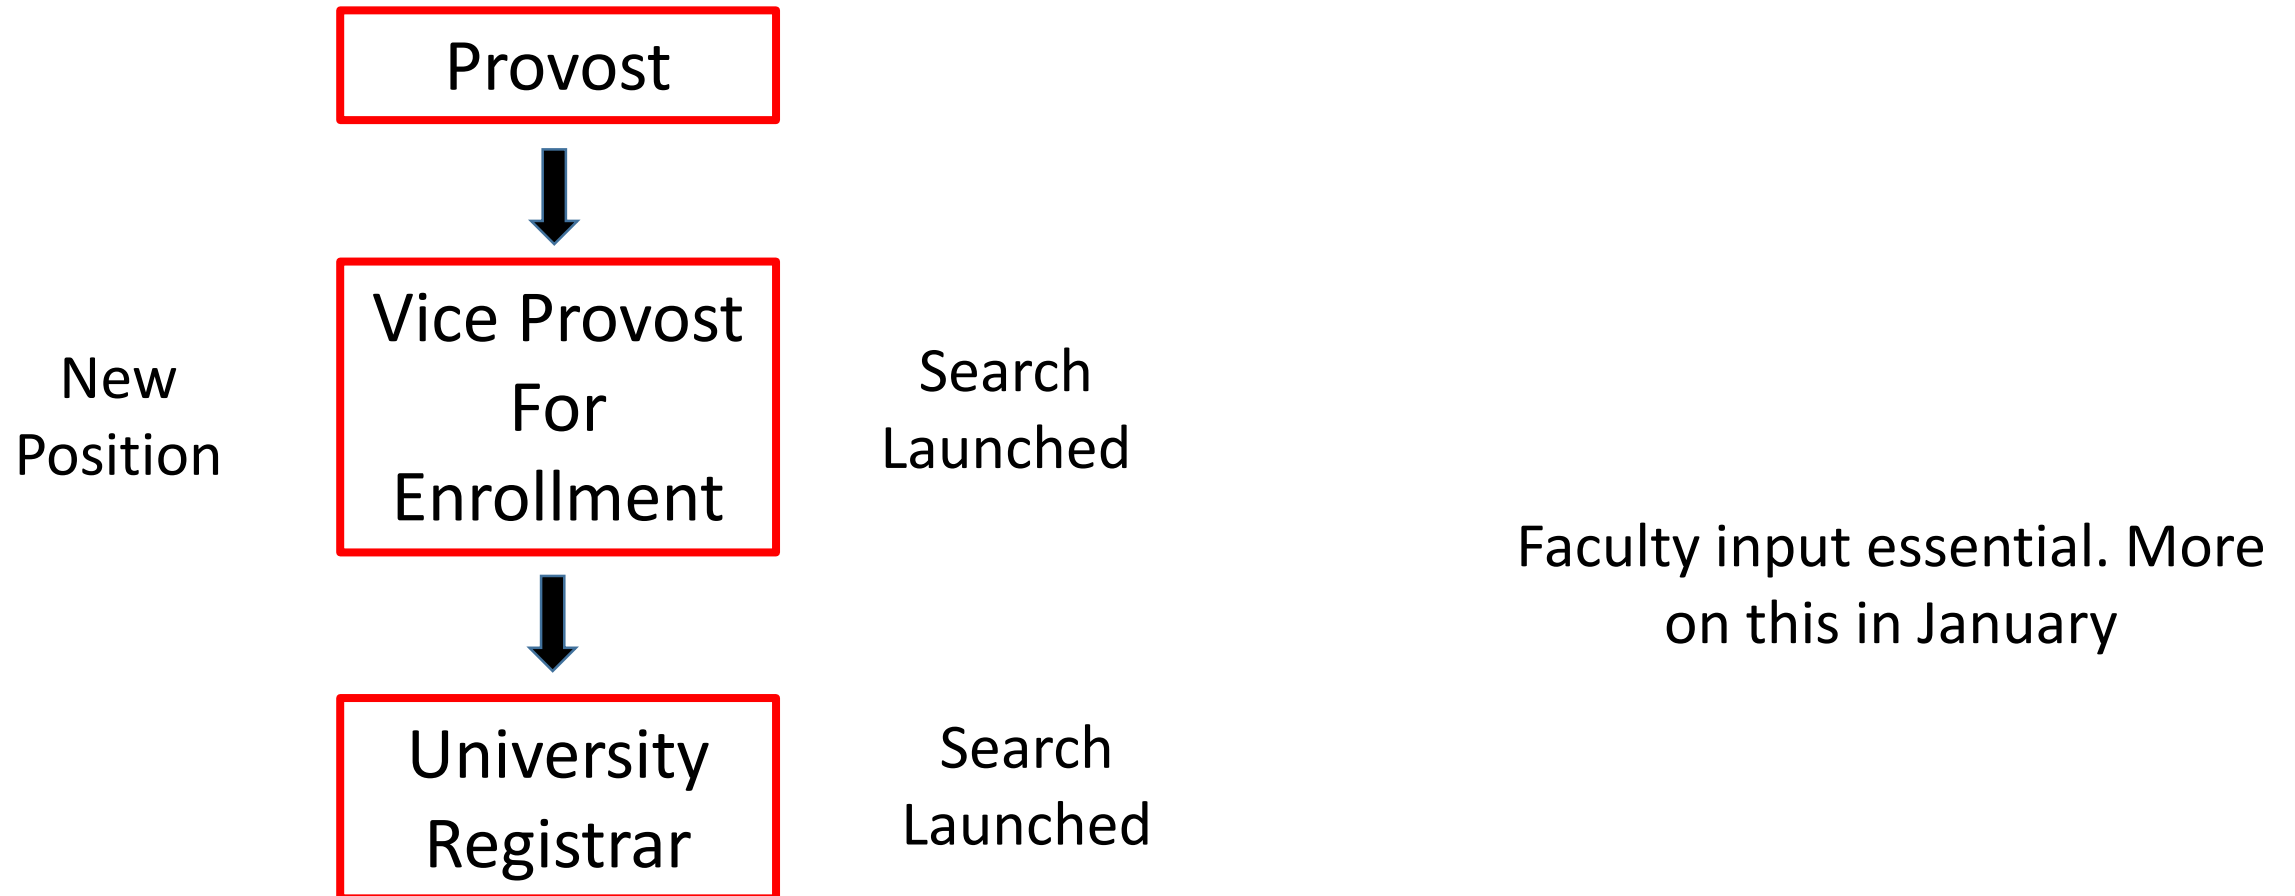 Provost
New
Position
Vice Provost
For
Enrollment
Search
Launched
Faculty input essential. More
on this in January
University
Registrar
Search
Launched